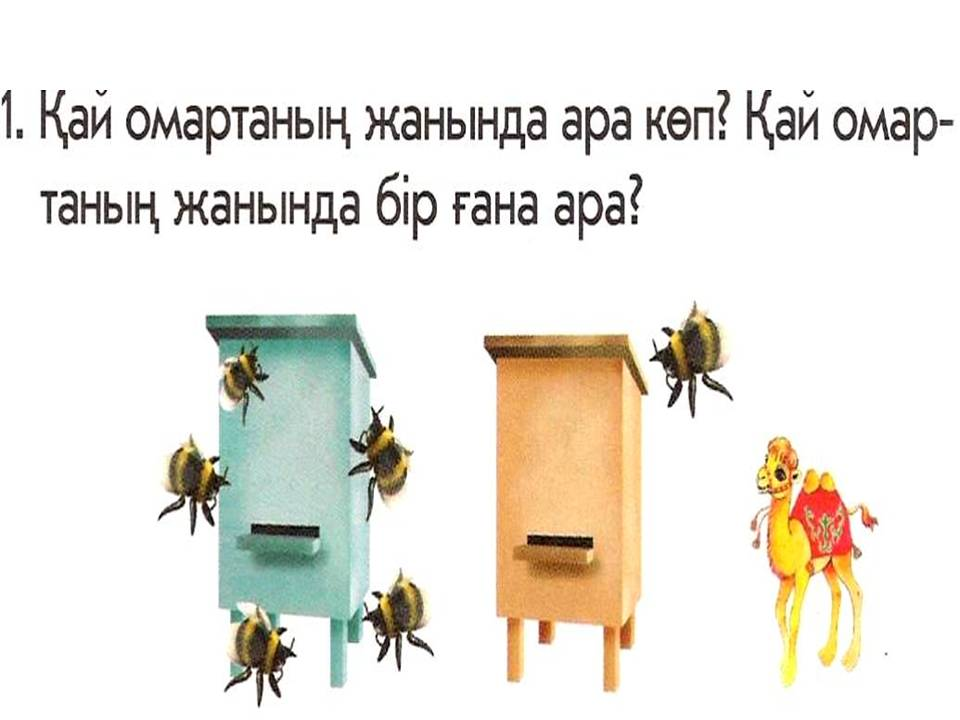 1. Қай омартаның жанында ара көп? Қай омар-
таның жанында бір ғана ара?